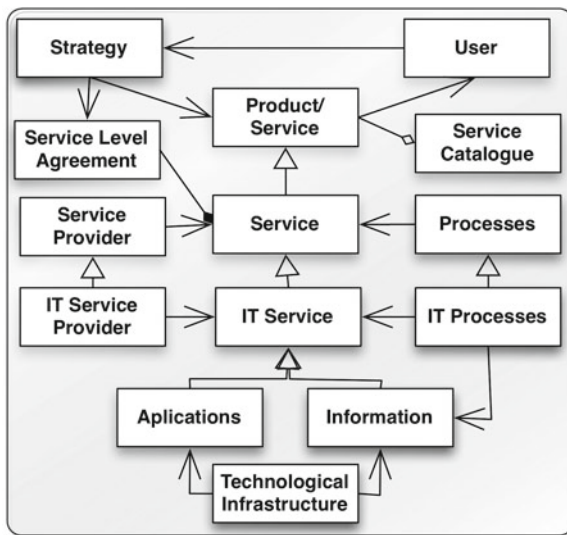 Strategy
User
Product/
Service
Service Level
Agreement
Service
Catalogue
Service
Provider
Service
Processes
IT Service
Provider
IT Service
IT Processes
Aplications
Information
Technological
Infrastructure